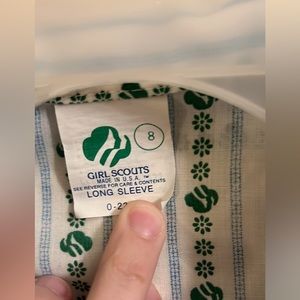 8
GIRL SCOUTS
MADE IN U.S.A.
SEE REVERSE FOR CARE & CONTENTS
LONG SLEEVE